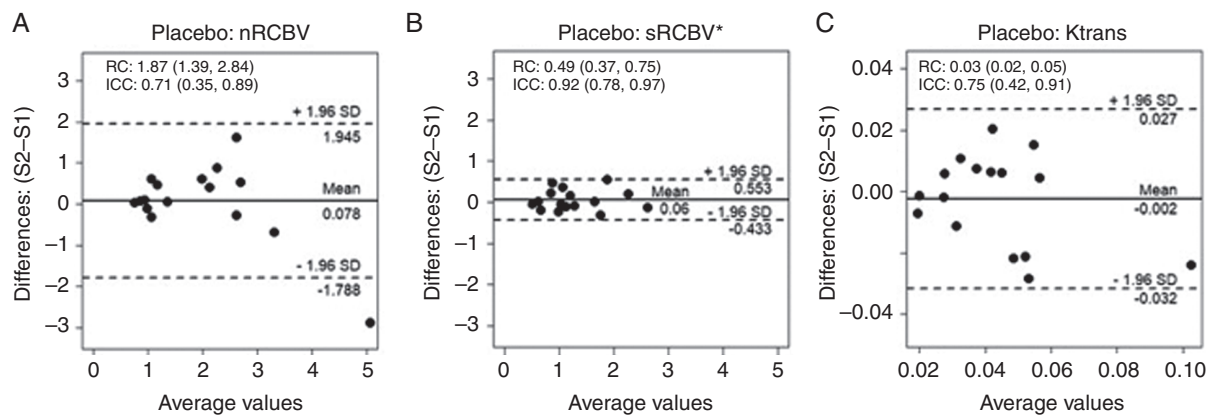 A
Placebo: nRCBV
RC: 1.87 (1.39, 2.84)
ICC: 0.71 (0.35, 0.89)
+ 1.96 SD
1.945
Mean
0.078
- 1.96 SD
-1.788
3
2
1
0
−1
−2
−3
Differences: (S2−S1)
0 1 2 3 4 5
Average values
B
Placebo: sRCBV*
RC: 0.49 (0.37, 0.75)
ICC: 0.92 (0.78, 0.97)
+ 1.96 SD
0.553
Mean
0.06
- 1.96 SD
-0.433
3
2
1
0
−1
−2
−3
Differences: (S2−S1)
0 1 2 3 4 5
Average values
C
Placebo: Ktrans
RC: 0.03 (0.02, 0.05)
ICC: 0.75 (0.42, 0.91)
+ 1.96 SD
0.027
Mean
-0.002
- 1.96 SD
-0.032
0.04
0.02
0.00
−0.04
Differences: (S2−S1)
0.02 0.04 0.06 0.08 0.10
Average values